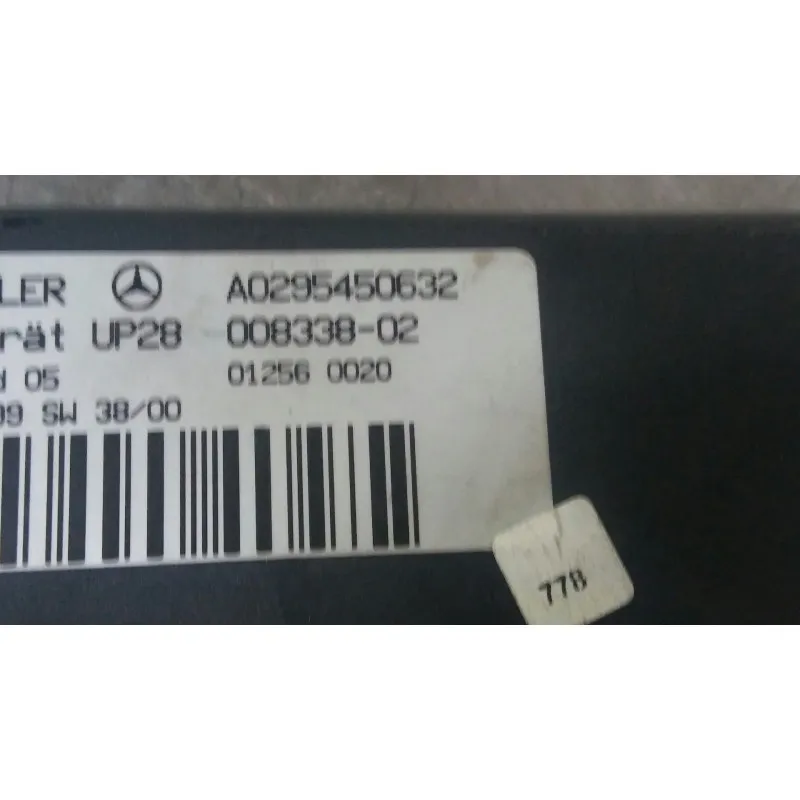 LER A0295450632
rät UP28 008338-02
d 05 01256 0020
09 SW 38/00
778